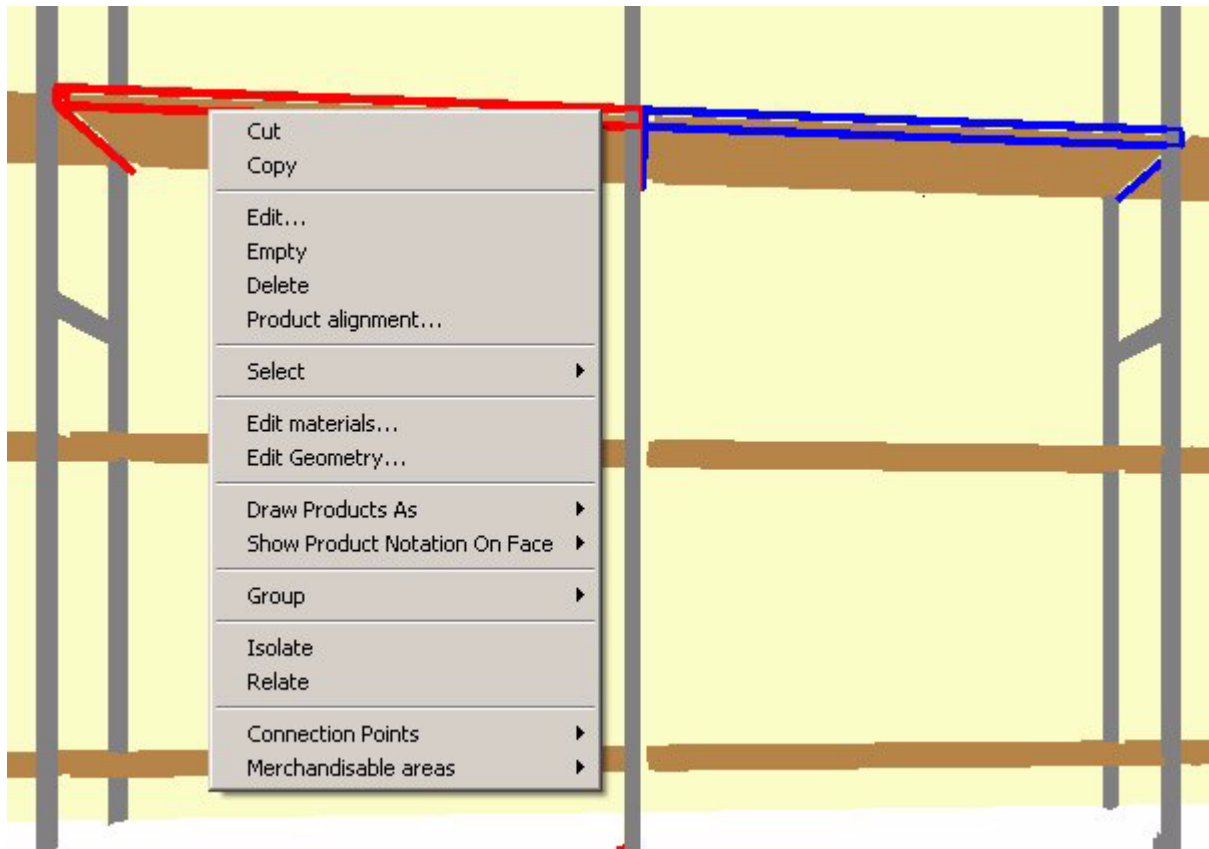 Cut
Copy
Edit...
Empty
Delete
Product alignment...
Select
Edit materials...
Edit Geometry...
Draw Products As
Show Product Notation On Face
Group
Isolate
Relate
Connection Points
Merchandisable areas